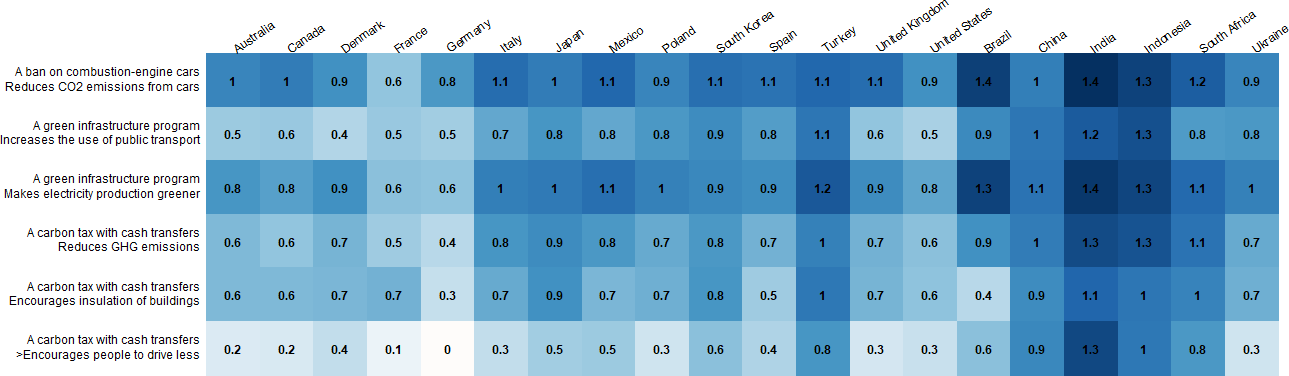 Australia Canada Denmark France Germany Italy Japan Mexico Poland South Korea Spain Turkey United Kingdom United States Brazil China India Indonesia South Africa Ukraine
A ban on combustion-engine cars
Reduces CO2 emissions from cars
1 1 0.9 0.6 0.8 1.1 1 1.1 0.9 1.1 1.1 1.1 1.1 0.9 1.4 1 1.4 1.3 1.2 0.9
A green infrastructure program
Increases the use of public transport
0.5 0.6 0.4 0.5 0.5 0.7 0.8 0.8 0.8 0.9 0.8 1.1 0.6 0.5 0.9 1 1.2 1.3 0.8 0.8
A green infrastructure program
Makes electricity production greener
0.8 0.8 0.9 0.6 0.6 1 1 1.1 1 0.9 0.9 1.2 0.9 0.8 1.3 1.1 1.4 1.3 1.1 1
A carbon tax with cash transfers
Reduces GHG emissions
0.6 0.6 0.7 0.5 0.4 0.8 0.9 0.8 0.7 0.8 0.7 1 0.7 0.6 0.9 1 1.3 1.3 1.1 0.7
A carbon tax with cash transfers
Encourages insulation of buildings
0.6 0.6 0.7 0.7 0.3 0.7 0.9 0.7 0.7 0.8 0.5 1 0.7 0.6 0.4 0.9 1.1 1 1 0.7
A carbon tax with cash transfers
>Encourages people to drive less
0.2 0.2 0.4 0.1 0 0.3 0.5 0.5 0.3 0.6 0.4 0.8 0.3 0.3 0.6 0.9 1.3 1 0.8 0.3